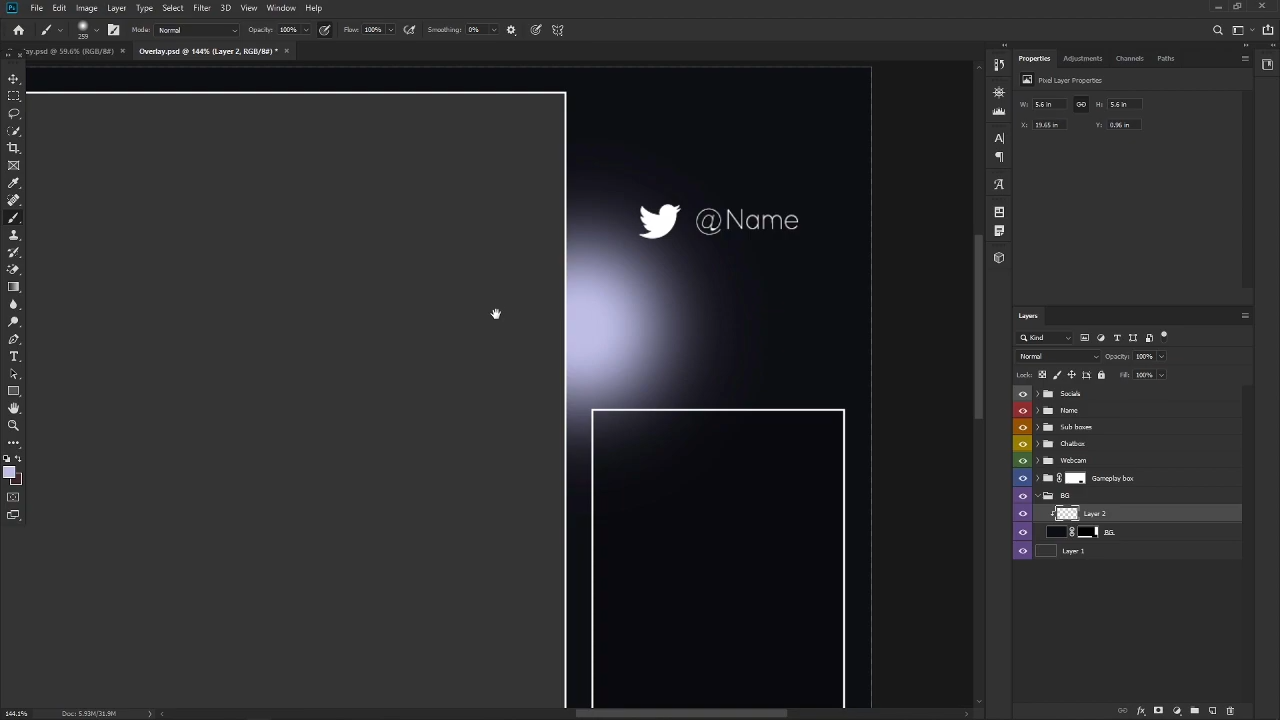 Ps File Edit Image Layer Type Select Filter 3D View Window Help
259 Mode: Normal Opacity: 100% Flow: 100% Smoothing: 0%
lay.psd @ 59.6% (RGB/8#) × Overlay.psd @ 144% (Layer 2, RGB/8#) * ×
Properties Adjustments Channels Paths
Pixel Layer Properties
W: 5.6 in H: 5.6 in
X: 19.65 in Y: 0.96 in
@Name
Layers
Kind
Normal Opacity: 100%
Lock: Fill: 100%
Socials
Name
Sub boxes
Chatbox
Webcam
Gameplay box
BG
Layer 2
BG
Layer 1
144.1% Doc: 5.93M/31.9M